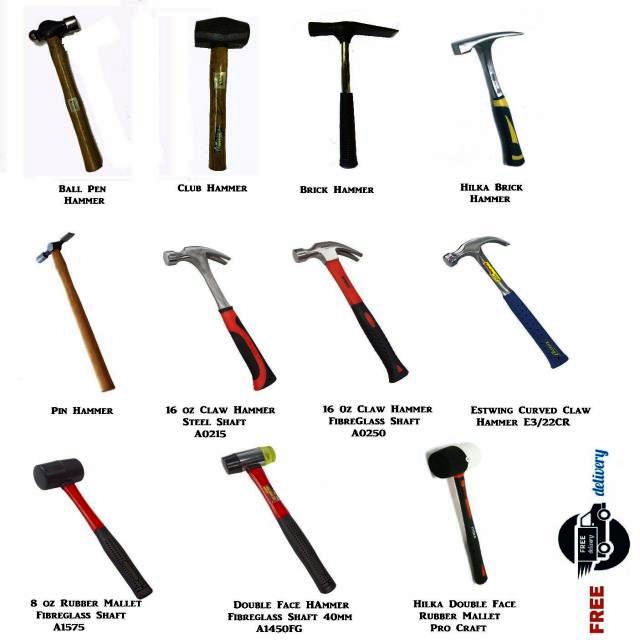 Ball Pen
Hammer
Club Hammer
Brick Hammer
Hilka Brick
Hammer
Pin Hammer
16 oz Claw Hammer
Steel Shaft
A0215
16 Oz Claw Hammer
FibreGlass Shaft
A0250
Estwing Curved Claw
Hammer E3/22CR
8 oz Rubber Mallet
Fibreglass Shaft
A1575
Double Face HAmmer
Fibreglass Shaft 40mm
A1450FG
Hilka Double Face
Rubber Mallet
Pro Craft
FREE delivery
FREE
delivery